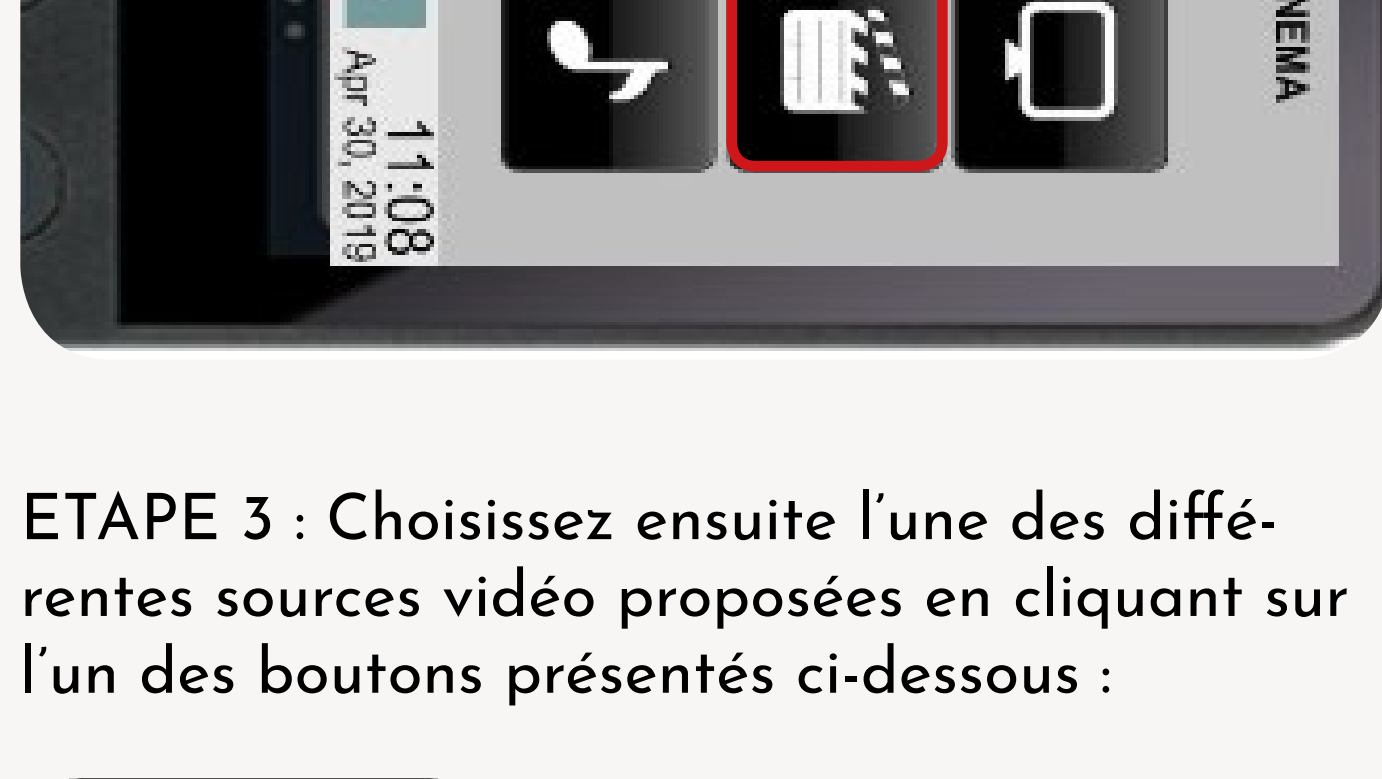 NEMA
11:08
Apr 30, 2019
ETAPE 3 : Choisissez ensuite l’une des diffé-
rentes sources vidéo proposées en cliquant sur
l’un des boutons présentés ci-dessous :